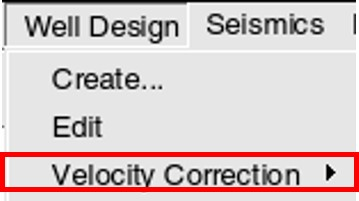 Well Design Seismics
Create...
Edit
Velocity Correction